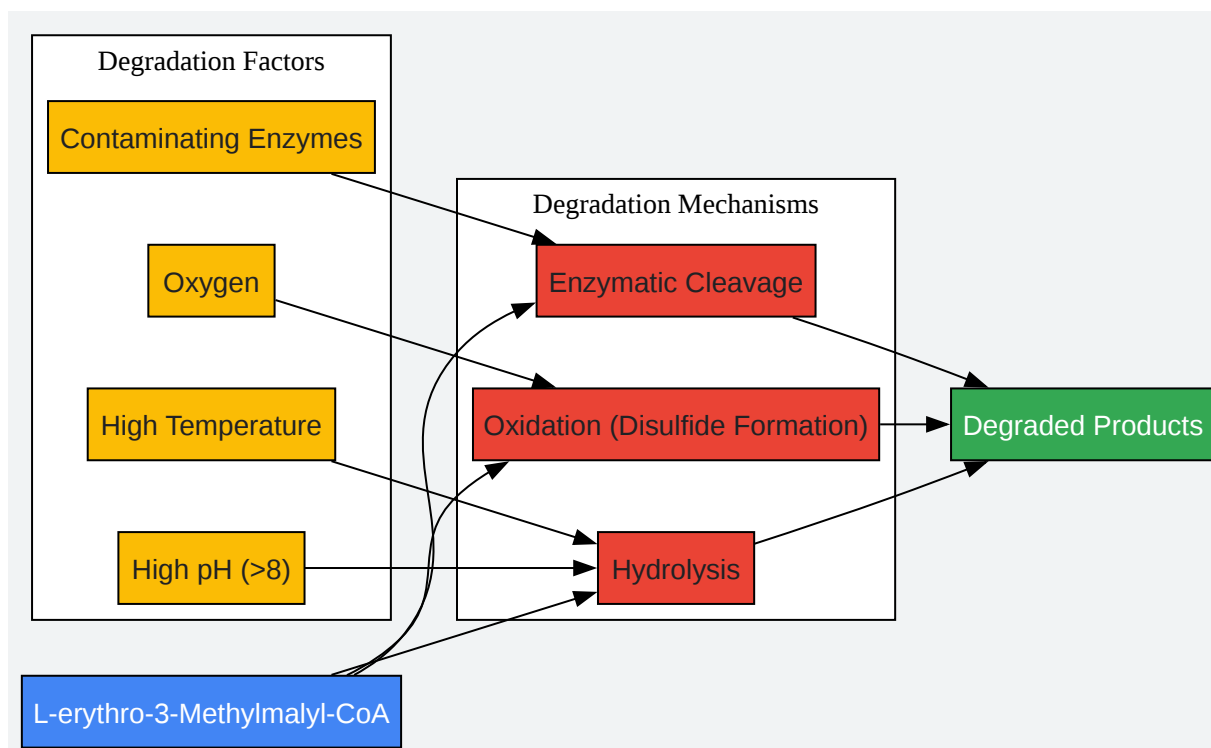 Degradation Factors
Contaminating Enzymes
Oxygen
High Temperature
High pH (>8)
Degradation Mechanisms
Enzymatic Cleavage
Oxidation (Disulfide Formation)
Hydrolysis
Degraded Products
L-erythro-3-Methylmalyl-CoA